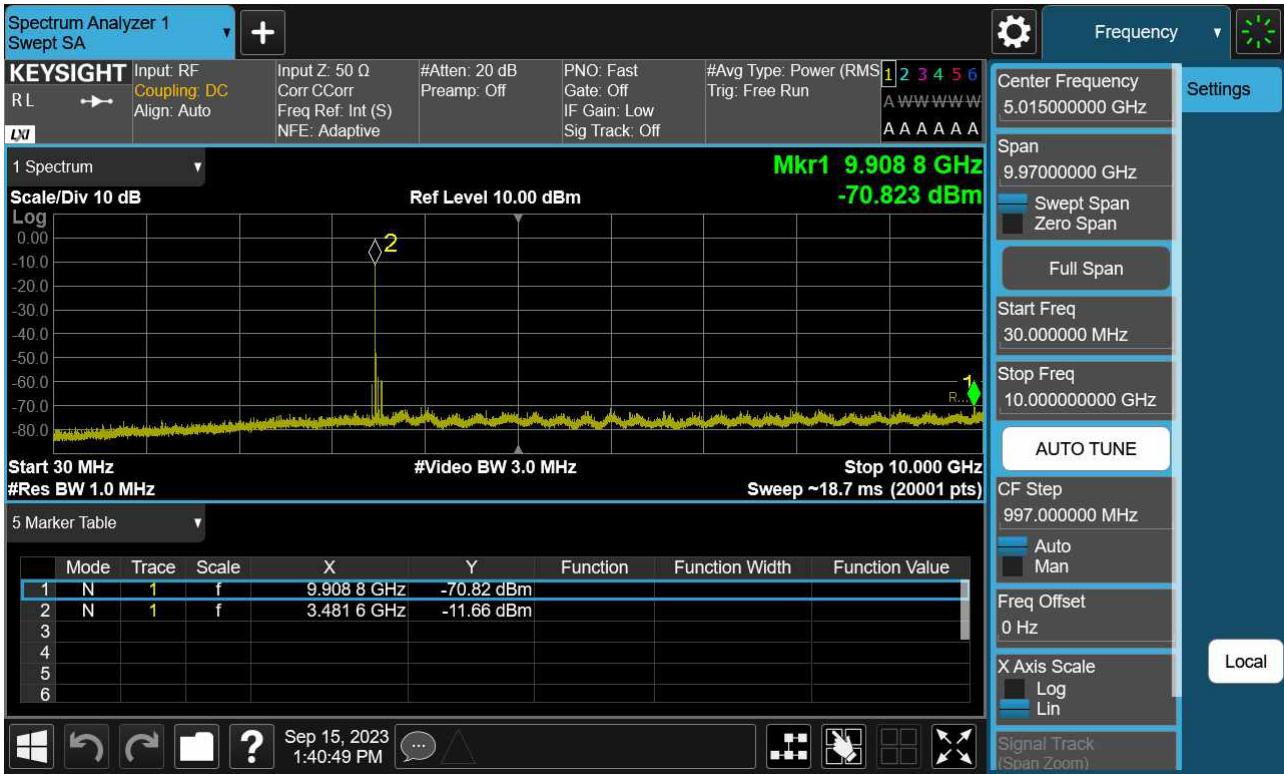 Spectrum Analyzer 1
Swept SA
+
Frequency
KEYSIGHT
RL
LXI
Input: RF
Coupling: DC
Align: Auto
Input Z: 50 Ω
Corr CCorr
Freq Ref: Int (S)
NFE: Adaptive
#Atten: 20 dB
Preamp: Off
PNO: Fast
Gate: Off
IF Gain: Low
Sig Track: Off
#Avg Type: Power (RMS
Trig: Free Run
1 2 3 4 5 6
A W W W W W
A A A A A A
1 Spectrum
Mkr1 9.908 8 GHz
-70.823 dBm
Scale/Div 10 dB
Ref Level 10.00 dBm
Log
0.00
-10.0
-20.0
-30.0
-40.0
-50.0
-60.0
-70.0
-80.0
2
1
R...
Start 30 MHz
#Video BW 3.0 MHz
Stop 10.000 GHz
#Res BW 1.0 MHz
Sweep ~18.7 ms (20001 pts)
5 Marker Table
Mode Trace Scale X Y Function Function Width Function Value
1 N 1 f 9.908 8 GHz -70.82 dBm
2 N 1 f 3.481 6 GHz -11.66 dBm
3
4
5
6
?
Sep 15, 2023
1:40:49 PM
Center Frequency
5.015000000 GHz
Span
9.97000000 GHz
Swept Span
Zero Span
Full Span
Start Freq
30.000000 MHz
Stop Freq
10.000000000 GHz
AUTO TUNE
CF Step
997.000000 MHz
Auto
Man
Freq Offset
0 Hz
X Axis Scale
Log
Lin
Signal Track
(Span Zoom)
Settings
Local